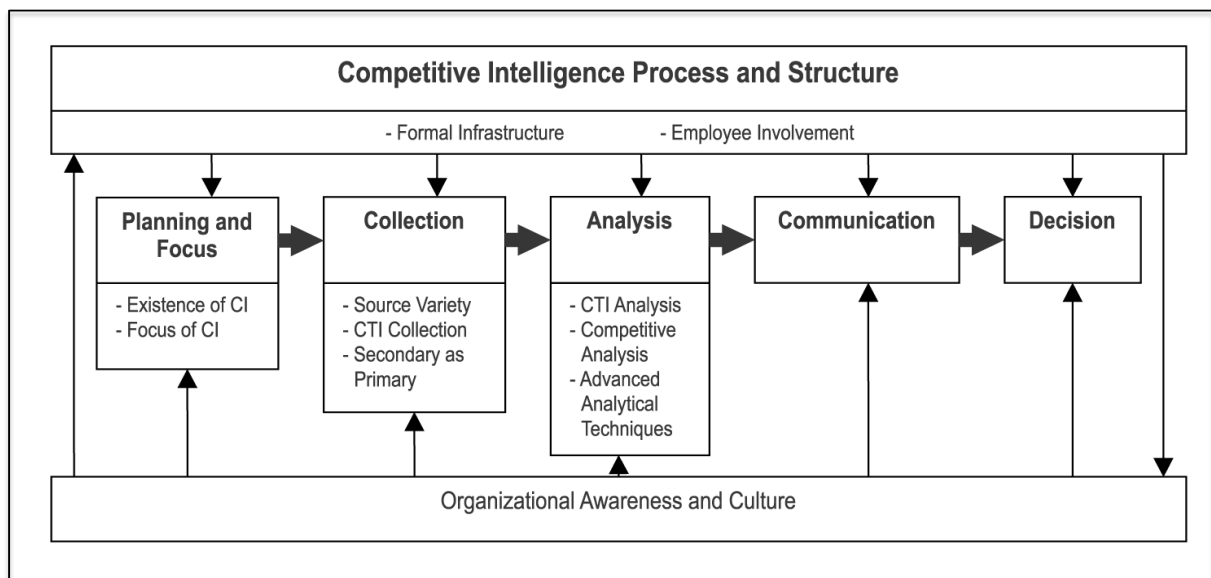 Competitive Intelligence Process and Structure
- Formal Infrastructure
- Employee Involvement
Planning and
Focus
- Existence of CI
- Focus of CI
Collection
- Source Variety
- CTI Collection
- Secondary as
Primary
Analysis
- CTI Analysis
- Competitive
Analysis
- Advanced
Analytical
Techniques
Communication
Decision
Organizational Awareness and Culture